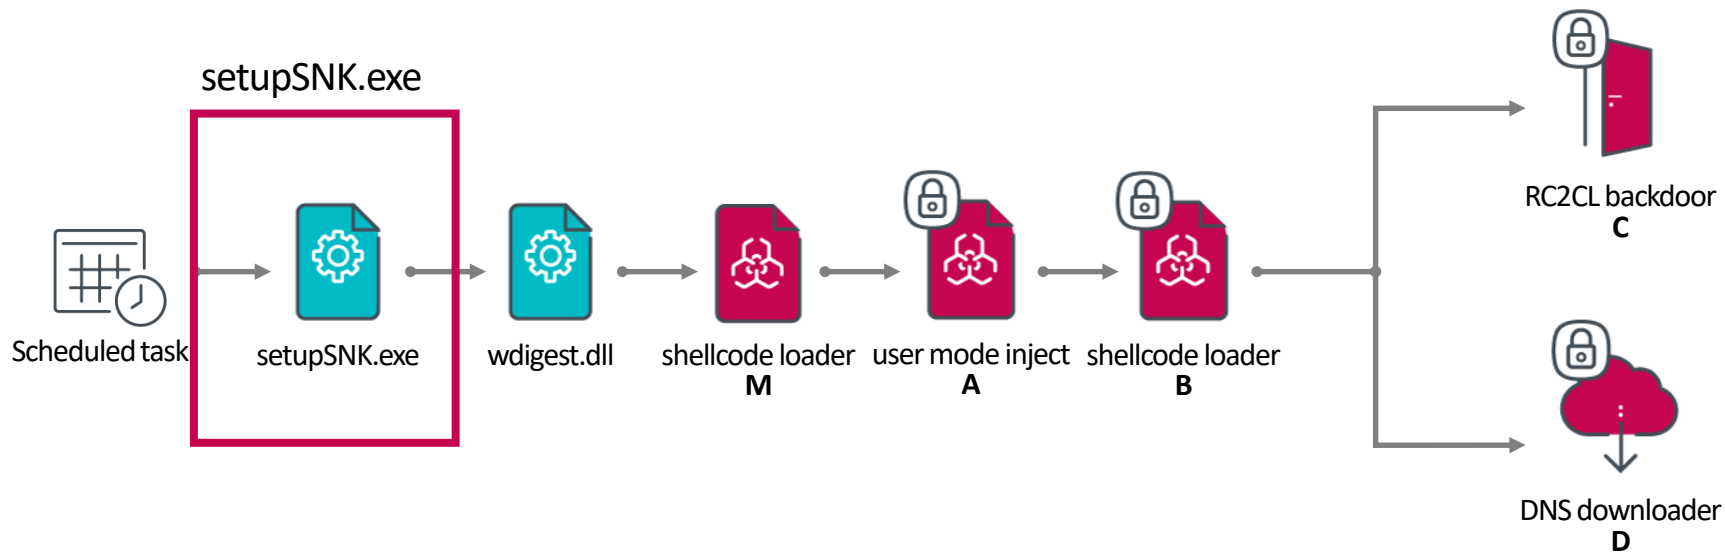 setupSNK.exe
Scheduled task
setupSNK.exe
wdigest.dll
shellcode loader
M
user mode inject
A
shellcode loader
B
RC2CL backdoor
C
DNS downloader
D